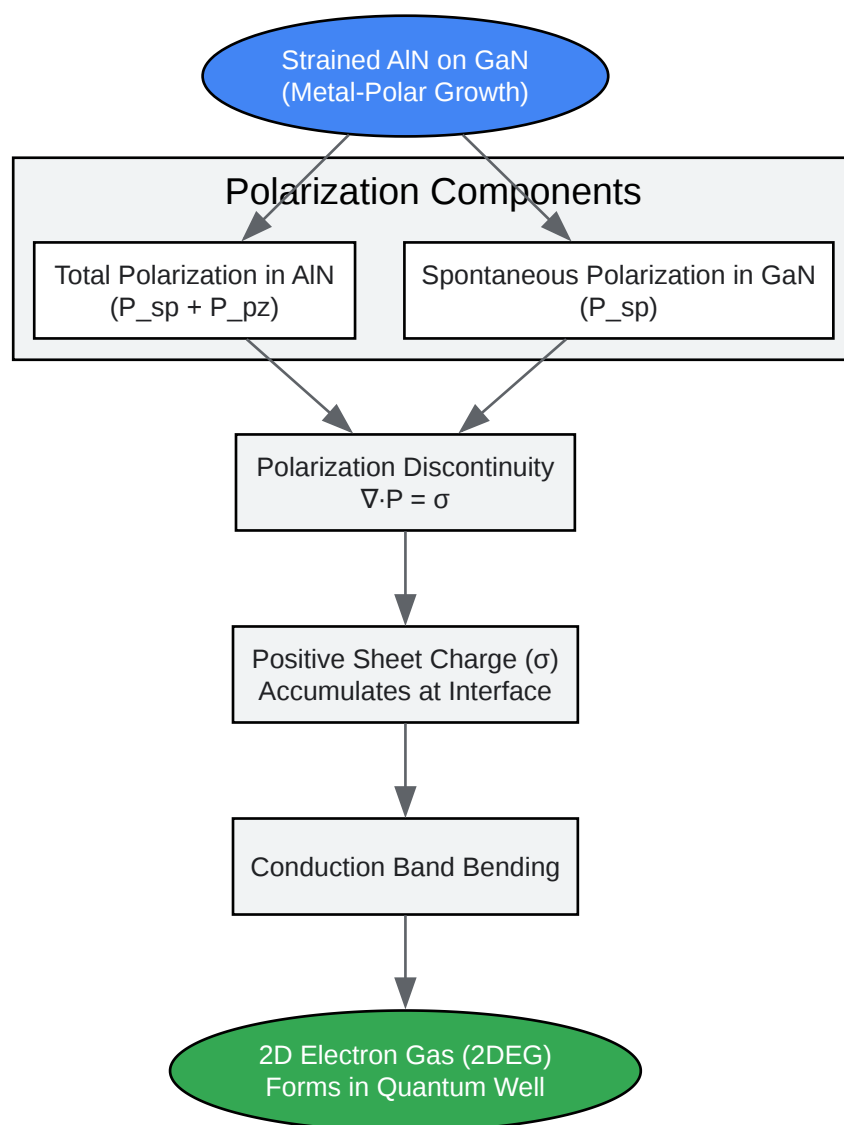 Strained AlN on GaN
(Metal-Polar Growth)
Polarization Components
Total Polarization in AlN
(P_sp + P_pz)
Spontaneous Polarization in GaN
(P_sp)
Polarization Discontinuity
∇·P = σ
Positive Sheet Charge (σ)
Accumulates at Interface
Conduction Band Bending
2D Electron Gas (2DEG)
Forms in Quantum Well